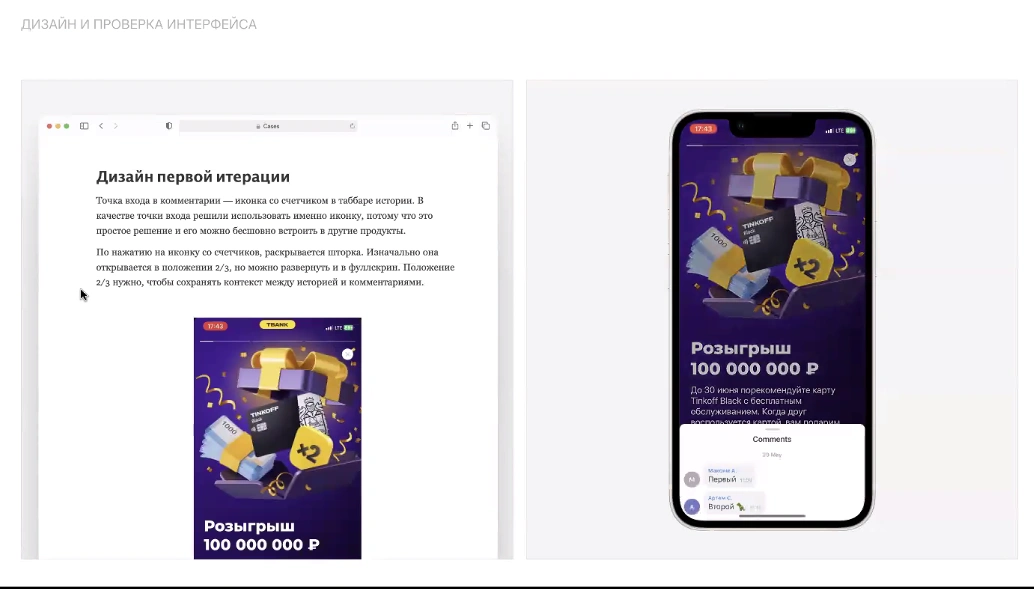 ДИЗАЙН И ПРОВЕРКА ИНТЕРФЕЙСА
Cases
Дизайн первой итерации
Точка входа в комментарии — иконка со счетчиком в таббаре истории. В
качестве точки входа решили использовать именно иконку, потому что это
простое решение и его можно бесшовно встроить в другие продукты.
По нажатию на иконку со счетчиков, раскрывается шторка. Изначально она
открывается в положении 2/3, но можно развернуть и в фуллскрин. Положение
2/3 нужно, чтобы сохранять контекст между историей и комментариями.
17:43
TBANK
LTE
TINKOFF
Black
1000
×2
Розыгрыш
100 000 000 ₽
17:43
LTE
TINKOFF
Black
1000
×2
Розыгрыш
100 000 000 ₽
До 30 июня порекомендуйте карту
Tinkoff Black с бесплатным
обслуживанием. Когда друг
воспользуется картой, вам подарим
Comments
M
Первый
Артем С.
A
Второй 🦖